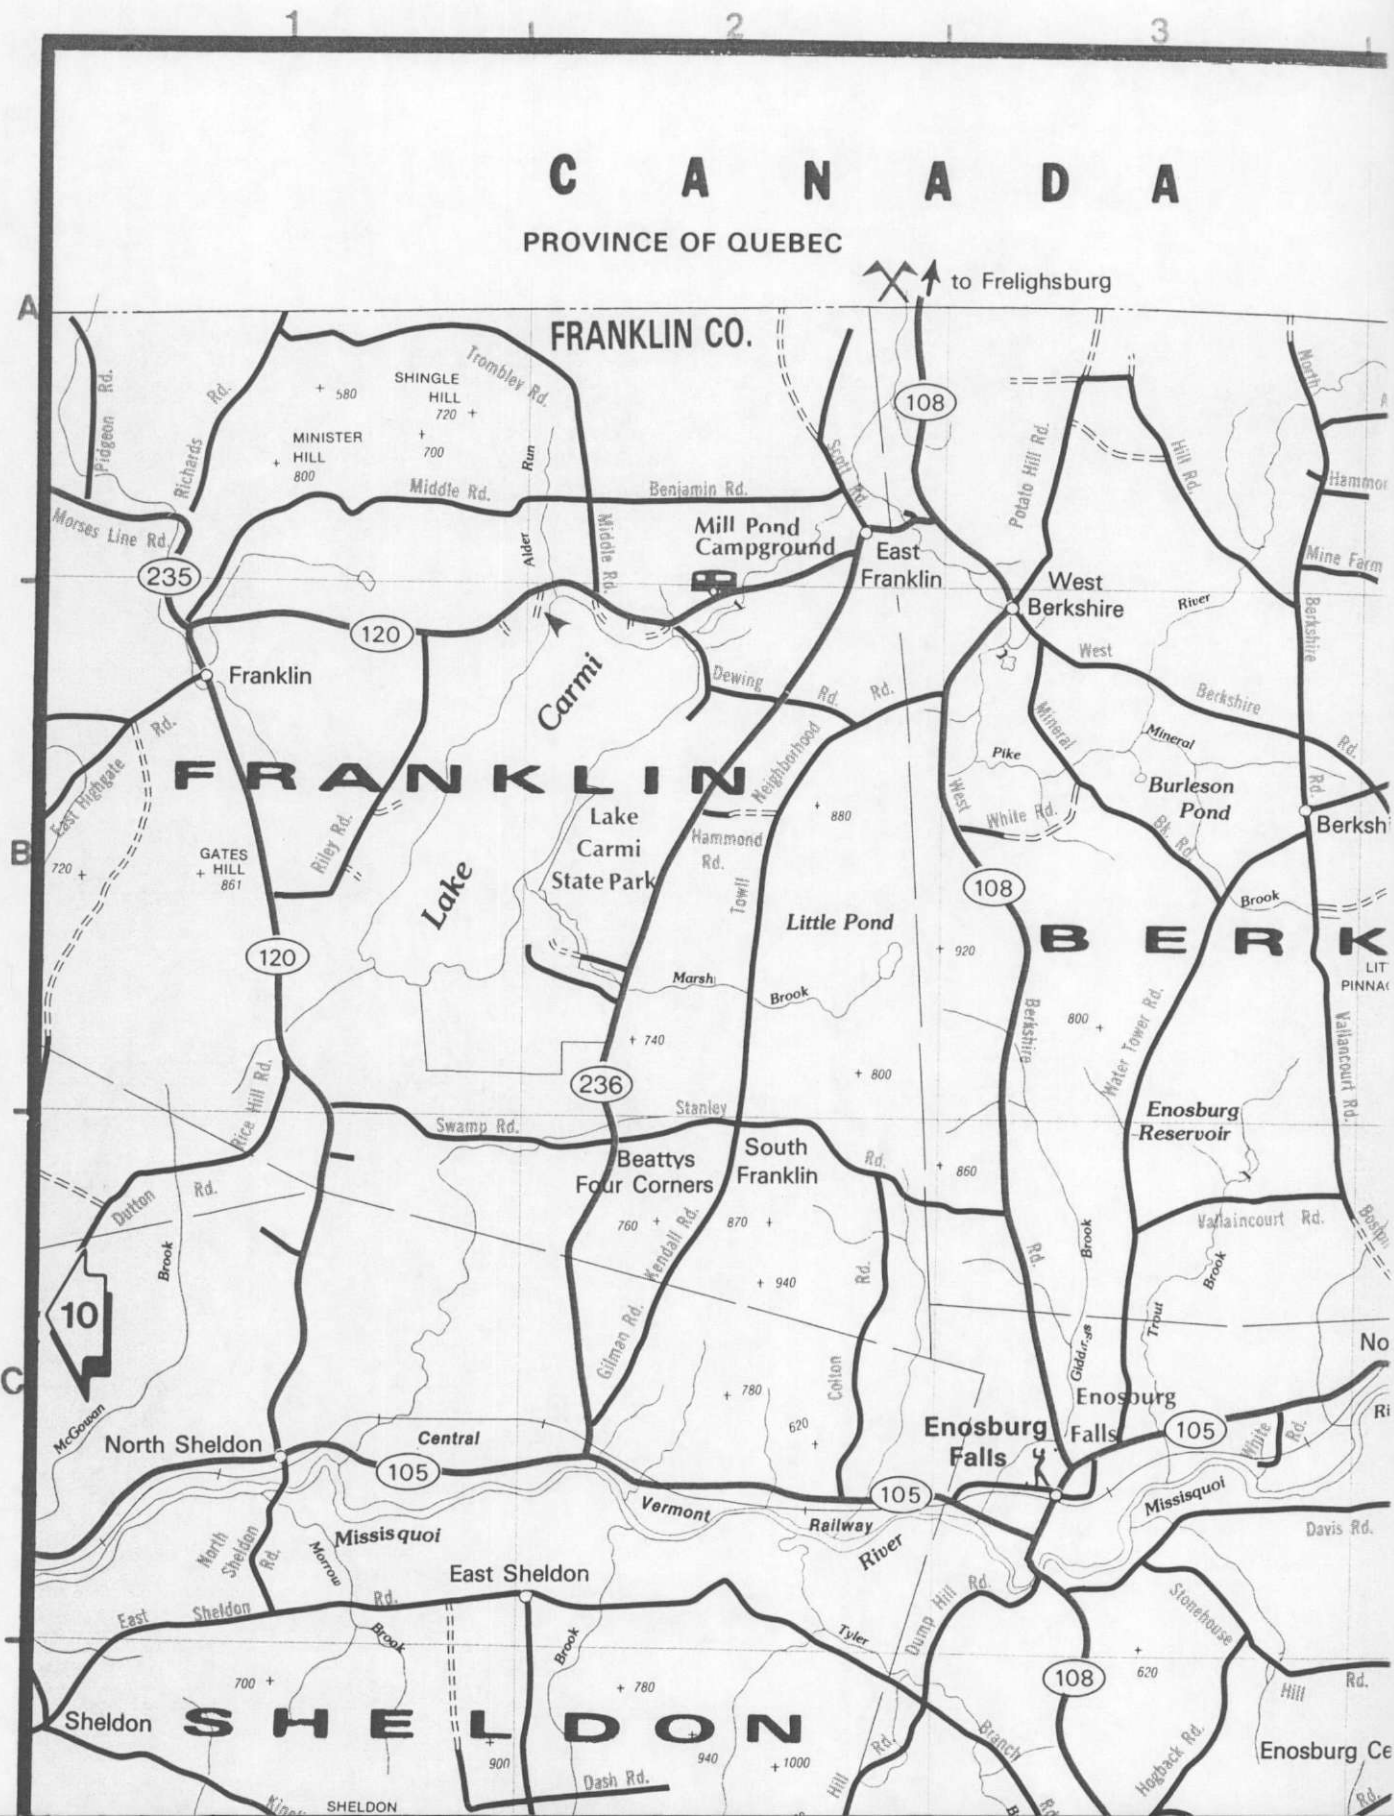 1
2
3
CANADA
PROVINCE OF QUEBEC
to Frelighsburg
A
FRANKLIN CO.
Pidgeon Rd.
Richards Rd.
580
SHINGLE
HILL
720
700
MINISTER
HILL
800
Trombley Rd.
108
North
Scott Rd.
Potato Hill Rd.
Hill Rd.
Middle Rd.
Benjamin Rd.
Alder Run
Morses Line Rd.
Middle Rd.
Mill Pond
Campground
East
Franklin
Mine Farm
235
West
Berkshire
River
Berkshire
120
Franklin
Carmi
Dewing Rd.
Rd.
West Berkshire Rd.
Mineral
Mineral
Pike
East Highgate Rd.
FRANKLIN
Neighborhood
West
White Rd.
Burleson
Pond
Rd.
Bk. Rd.
B
Lake
Carmi
State Park
Hammond
Rd.
880
Riley Rd.
GATES
HILL
861
720
Lake
Towll
Little Pond
108
Brook
120
920
BERK
Marsh Brook
Berkshire
800
Water Tower Rd.
Vallancourt Rd.
740
800
236
Rice Hill Rd.
Swamp Rd.
Stanley
Rd.
Enosburg
Reservoir
Beattys
Four Corners
South
Franklin
860
Dutton Rd.
760
870
Kendall Rd.
Vallaincourt Rd.
Brook
10
940
Rd.
Rd.
Brook
Brook
Trout
Gilman Rd.
Colton
C
780
620
McGowan
Enosburg
Falls
Enosburg
Falls
105
White Rd.
North Sheldon
Central
105
105
Vermont
Railway
River
Missisquoi
Davis Rd.
North
Sheldon
Rd.
Morrow
Missisquoi
East Sheldon
East Sheldon Rd.
Dump Hill Rd.
Stonehouse
Hill Rd.
Brook
Brook
Tyler
Branch
700
780
108
620
Sheldon
SHELDON
900
940
1000
Dash Rd.
Hill Rd.
Hogback Rd.
Rd.
SHELDON